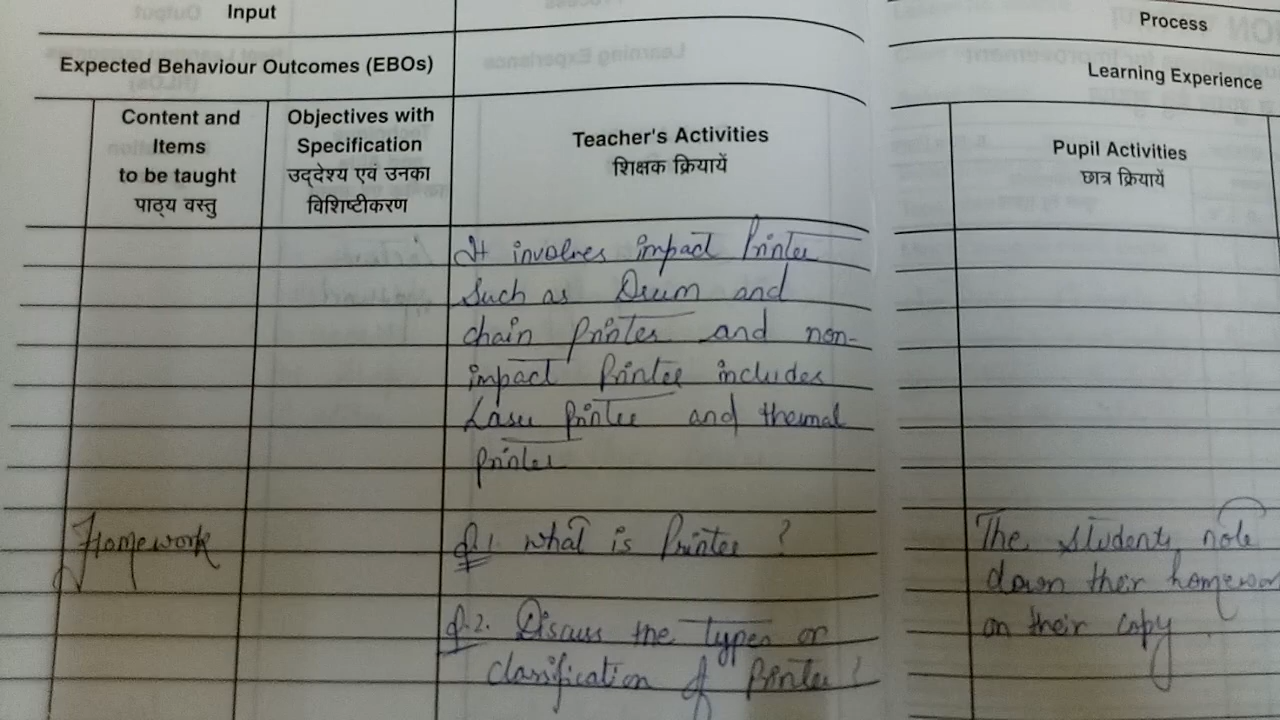 Input
Process
Expected Behaviour Outcomes (EBOs)
Learning Experience
Content and
Items
to be taught
पाठ्य वस्तु
Objectives with
Specification
उद्देश्य एवं उनका
विशिष्टीकरण
Teacher's Activities
शिक्षक क्रियायें
Pupil Activities
छात्र क्रियायें
It involves impact Printer
Such as Drum and
chain Printer and non-
impact Printer includes
Laser Printer and thermal
printer
Homework
Q.1. What is Printer ?
Q.2. Discuss the types or
classification of Printer ?
The students note
down their homewor
on their copy